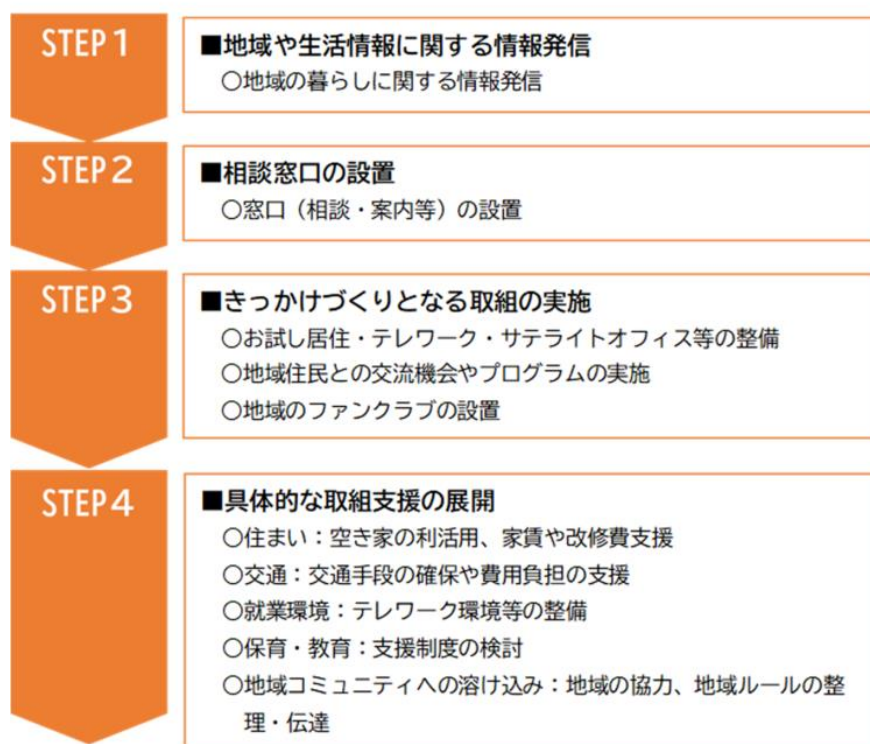 STEP1
■地域や生活情報に関する情報発信
○地域の暮らしに関する情報発信
STEP2
■相談窓口の設置
○窓口（相談・案内等）の設置
STEP3
■きっかけづくりとなる取組の実施
○お試し居住・テレワーク・サテライトオフィス等の整備
○地域住民との交流機会やプログラムの実施
○地域のファンクラブの設置
STEP4
■具体的な取組支援の展開
○住まい：空き家の利活用、家賃や改修費支援
○交通：交通手段の確保や費用負担の支援
○就業環境：テレワーク環境等の整備
○保育・教育：支援制度の検討
○地域コミュニティへの溶け込み：地域の協力、地域ルールの整
理・伝達